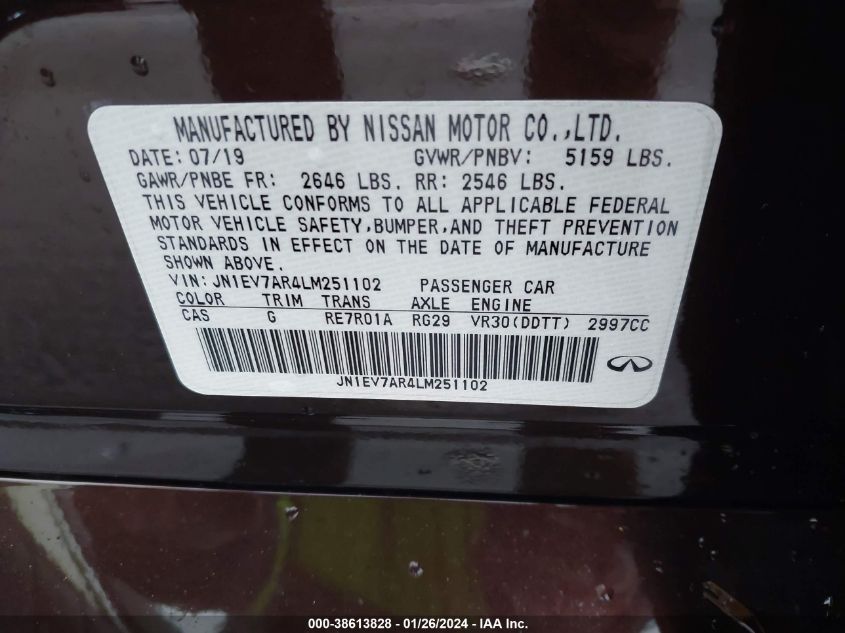 MANUFACTURED BY NISSAN MOTOR CO.,LTD.
DATE: 07/19 GVWR/PNBV: 5159 LBS.
GAWR/PNBE FR: 2646 LBS. RR: 2546 LBS.
THIS VEHICLE CONFORMS TO ALL APPLICABLE FEDERAL
MOTOR VEHICLE SAFETY,BUMPER,AND THEFT PREVENTION
STANDARDS IN EFFECT ON THE DATE OF MANUFACTURE
SHOWN ABOVE.
VIN: JN1EV7AR4LM251102 PASSENGER CAR
COLOR TRIM TRANS AXLE ENGINE
CAS G RE7R01A RG29 VR30(DDTT) 2997CC
JN1EV7AR4LM251102
000-38613828 - 01/26/2024 - IAA Inc.